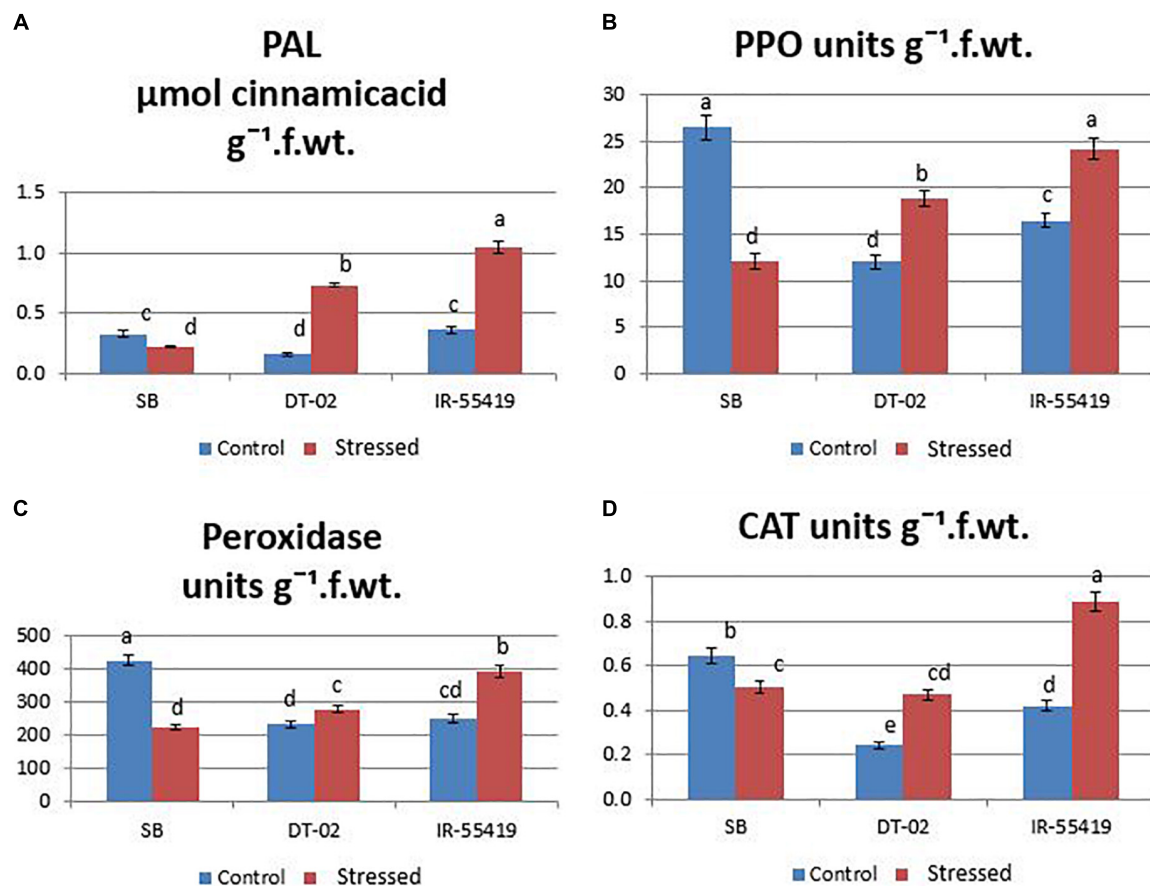 A
PAL
µmol cinnamicacid
g⁻¹.f.wt.
1.5
1.0
0.5
0.0
c
d
d
b
c
a
SB
DT-02
IR-55419
Control
Stressed
B
PPO units g⁻¹.f.wt.
30
25
20
15
10
5
0
a
d
d
b
c
a
SB
DT-02
IR-55419
Control
Stressed
C
Peroxidase
units g⁻¹.f.wt.
500
400
300
200
100
0
a
d
d
c
cd
b
SB
DT-02
IR-55419
Control
Stressed
D
CAT units g⁻¹.f.wt.
1.0
0.8
0.6
0.4
0.2
0.0
b
c
e
cd
d
a
SB
DT-02
IR-55419
Control
Stressed